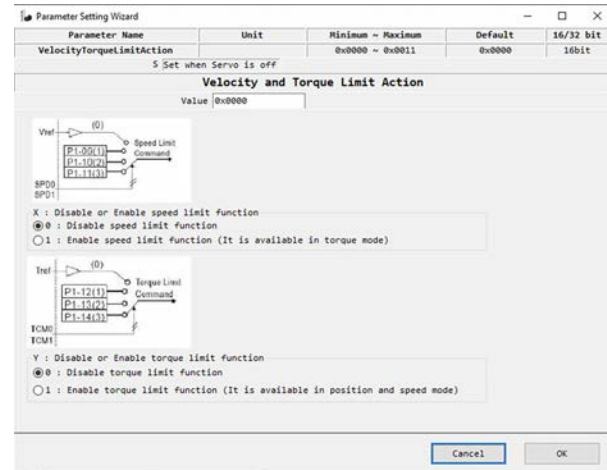 Parameter Setting Wizard
Parameter Name Unit Minimum ~ Maximum Default 16/32 bit
VelocityTorqueLimitAction 0x0000 ~ 0x0011 0x0000 16bit
S Set when Servo is off
Velocity and Torque Limit Action
Value 0x0000
Vref (0)
Speed Limit
P1-00(1) Command
P1-10(2)
P1-11(3)
SPD0
SPD1
X : Disable or Enable speed limit function
0 : Disable speed limit function
1 : Enable speed limit function (It is available in torque mode)
Tref (0)
Torque Limit
P1-12(1) Command
P1-13(2)
P1-14(3)
TCM0
TCM1
Y : Disable or Enable torque limit function
0 : Disable torque limit function
1 : Enable torque limit function (It is available in position and speed mode)
Cancel OK